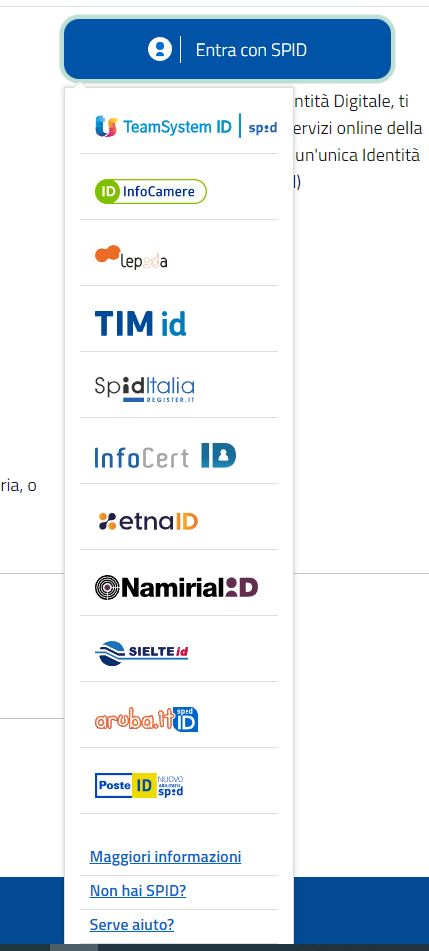 Entra con SPID
ntità Digitale, ti
TeamSystem ID | spid
ervizi online della
un'unica Identità
l)
ID InfoCamere
lepida
TIM id
SpidItalia
REGISTER.IT
InfoCert ID
ria, o
etnaID
NamirialID
SIELTE id
aruba.it spid ID
Poste ID NUOVO
ABILITATO
spid
Maggiori informazioni
Non hai SPID?
Serve aiuto?